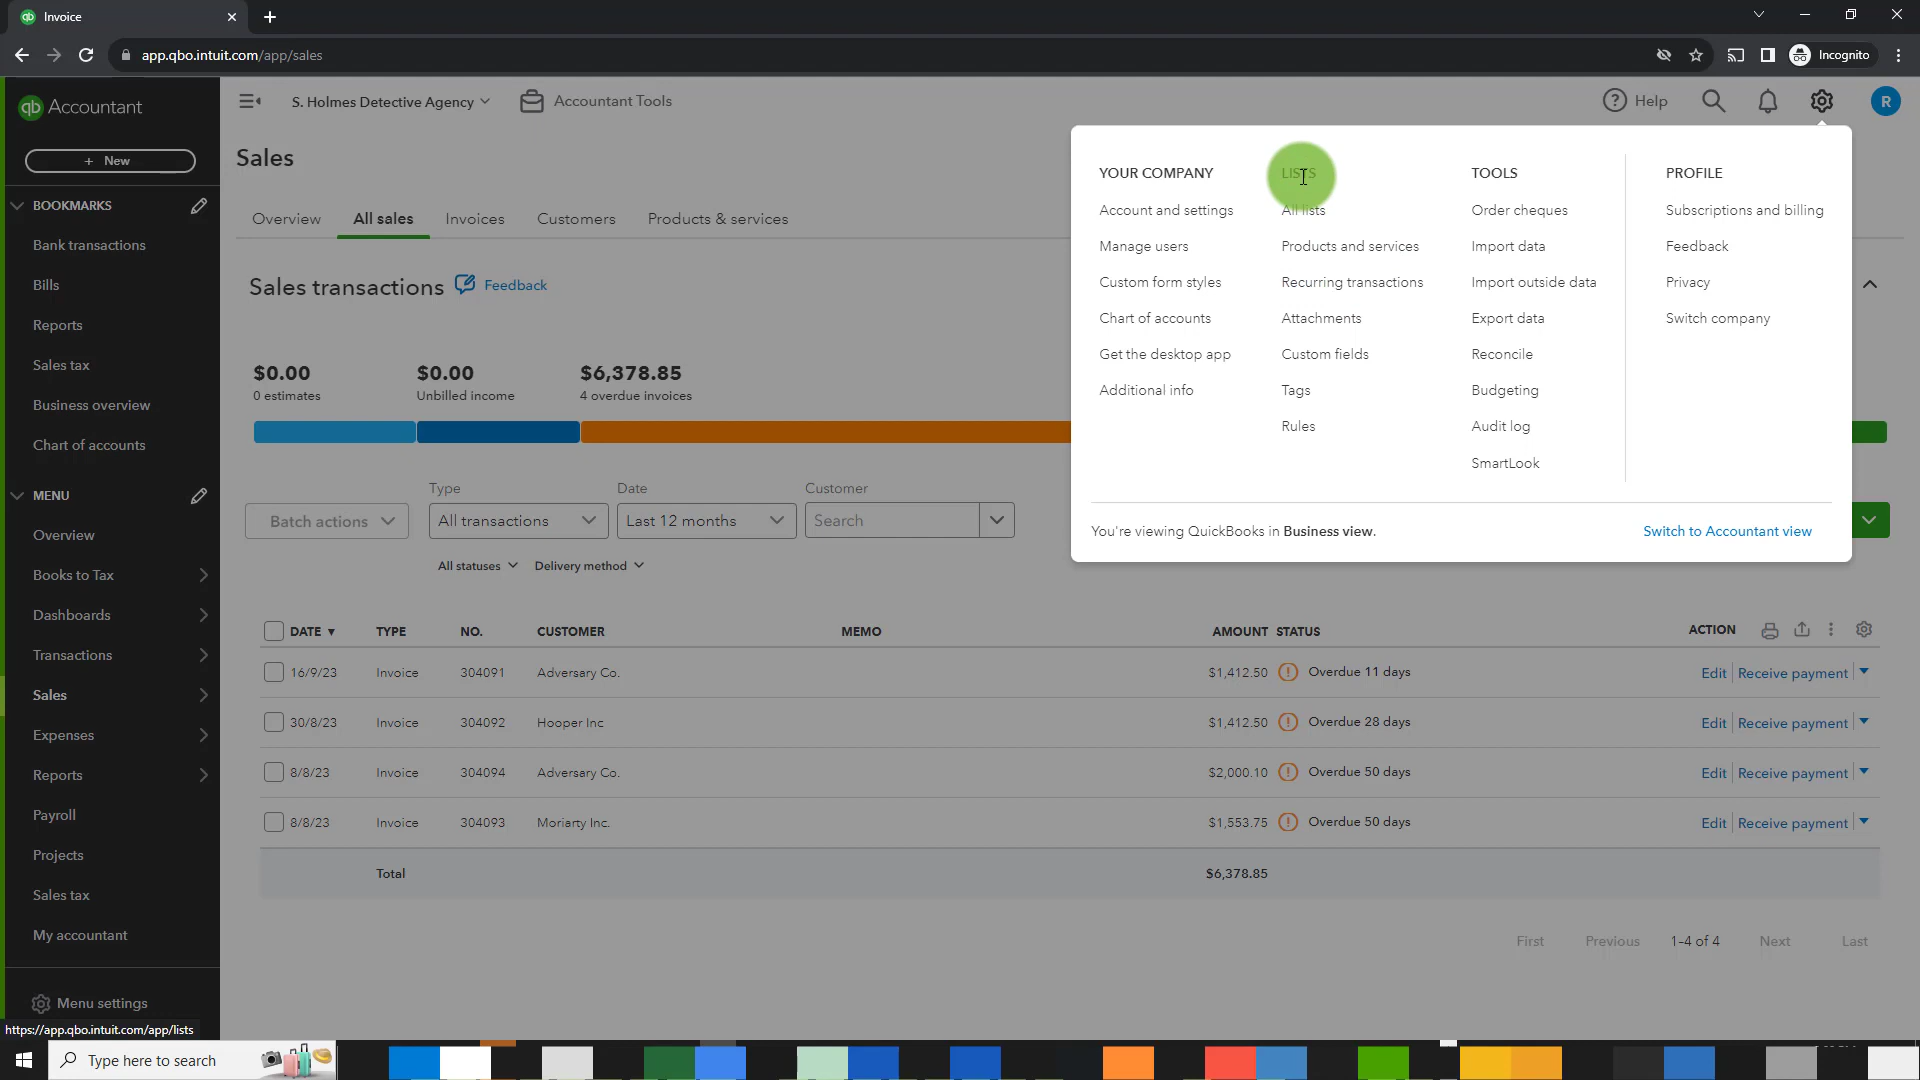 Invoice
app.qbo.intuit.com/app/sales
Incognito
qb Accountant
S. Holmes Detective Agency
Accountant Tools
Help
R
+ New
Sales
BOOKMARKS
Bank transactions
Bills
Reports
Sales tax
Business overview
Chart of accounts
MENU
Overview
Books to Tax
Dashboards
Transactions
Sales
Expenses
Reports
Payroll
Projects
Sales tax
My accountant
Menu settings
https://app.qbo.intuit.com/app/lists
Overview All sales Invoices Customers Products & services
Sales transactions Feedback
$0.00 $0.00 $6,378.85
0 estimates Unbilled income 4 overdue invoices
Type Date Customer
Batch actions All transactions Last 12 months Search
All statuses Delivery method
YOUR COMPANY
Account and settings
Manage users
Custom form styles
Chart of accounts
Get the desktop app
Additional info
LISTS
All lists
Products and services
Recurring transactions
Attachments
Custom fields
Tags
Rules
TOOLS
Order cheques
Import data
Import outside data
Export data
Reconcile
Budgeting
Audit log
SmartLook
PROFILE
Subscriptions and billing
Feedback
Privacy
Switch company
You're viewing QuickBooks in Business view. Switch to Accountant view
DATE TYPE NO. CUSTOMER MEMO AMOUNT STATUS ACTION
16/9/23 Invoice 304091 Adversary Co. $1,412.50 Overdue 11 days Edit Receive payment
30/8/23 Invoice 304092 Hooper Inc $1,412.50 Overdue 28 days Edit Receive payment
8/8/23 Invoice 304094 Adversary Co. $2,000.10 Overdue 50 days Edit Receive payment
8/8/23 Invoice 304093 Moriarty Inc. $1,553.75 Overdue 50 days Edit Receive payment
Total $6,378.85
First Previous 1-4 of 4 Next Last
Type here to search